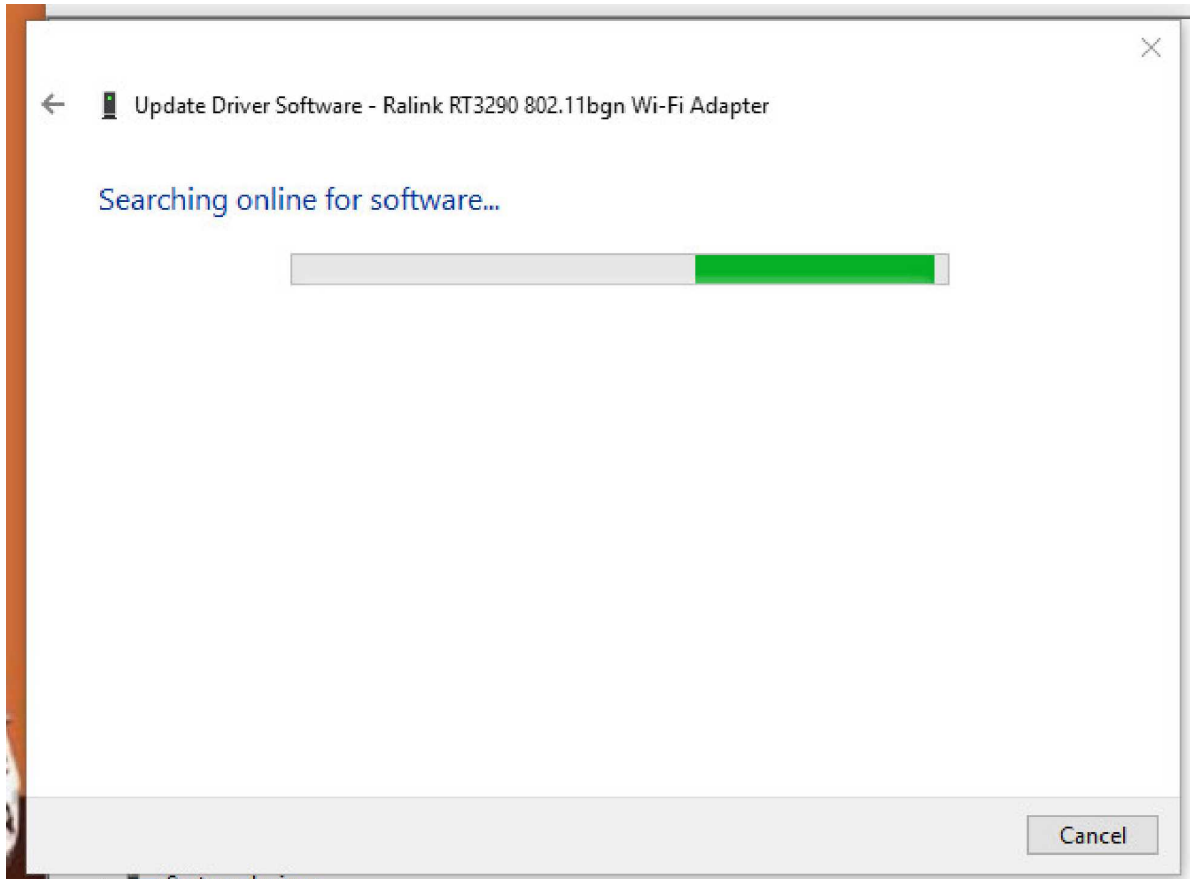 Update Driver Software - Ralink RT3290 802.11bgn Wi-Fi Adapter
Searching online for software...
Cancel